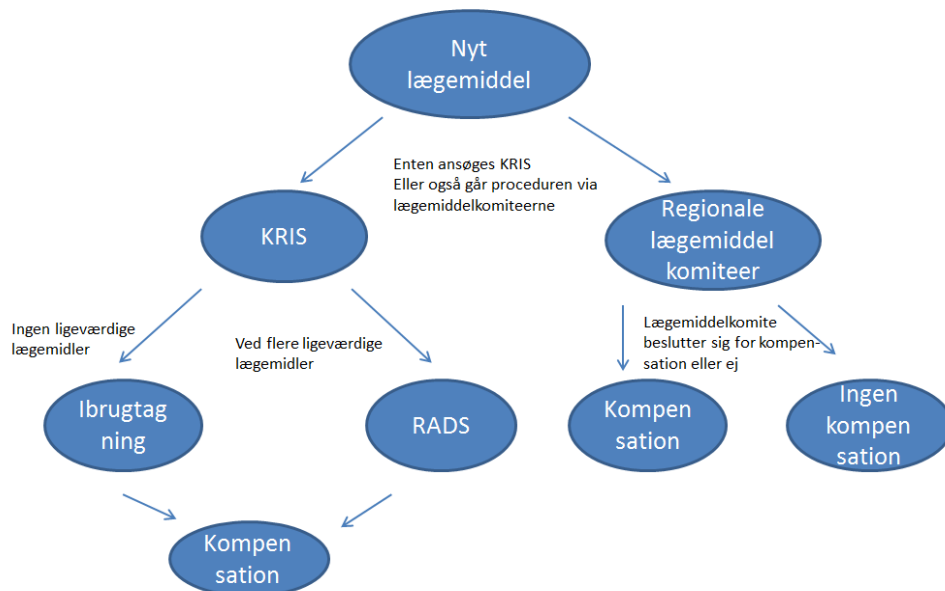 Nyt
lægemiddel
Enten ansøges KRIS
Eller også går proceduren via
lægemiddelkomiteerne
KRIS
Regionale
lægemiddel
komiteer
Ingen ligeværdige
lægemidler
Ved flere ligeværdige
lægemidler
Lægemiddelkomite
beslutter sig for kompen-
sation eller ej
Ibrugtag
ning
RADS
Kompen
sation
Ingen
kompen
sation
Kompen
sation